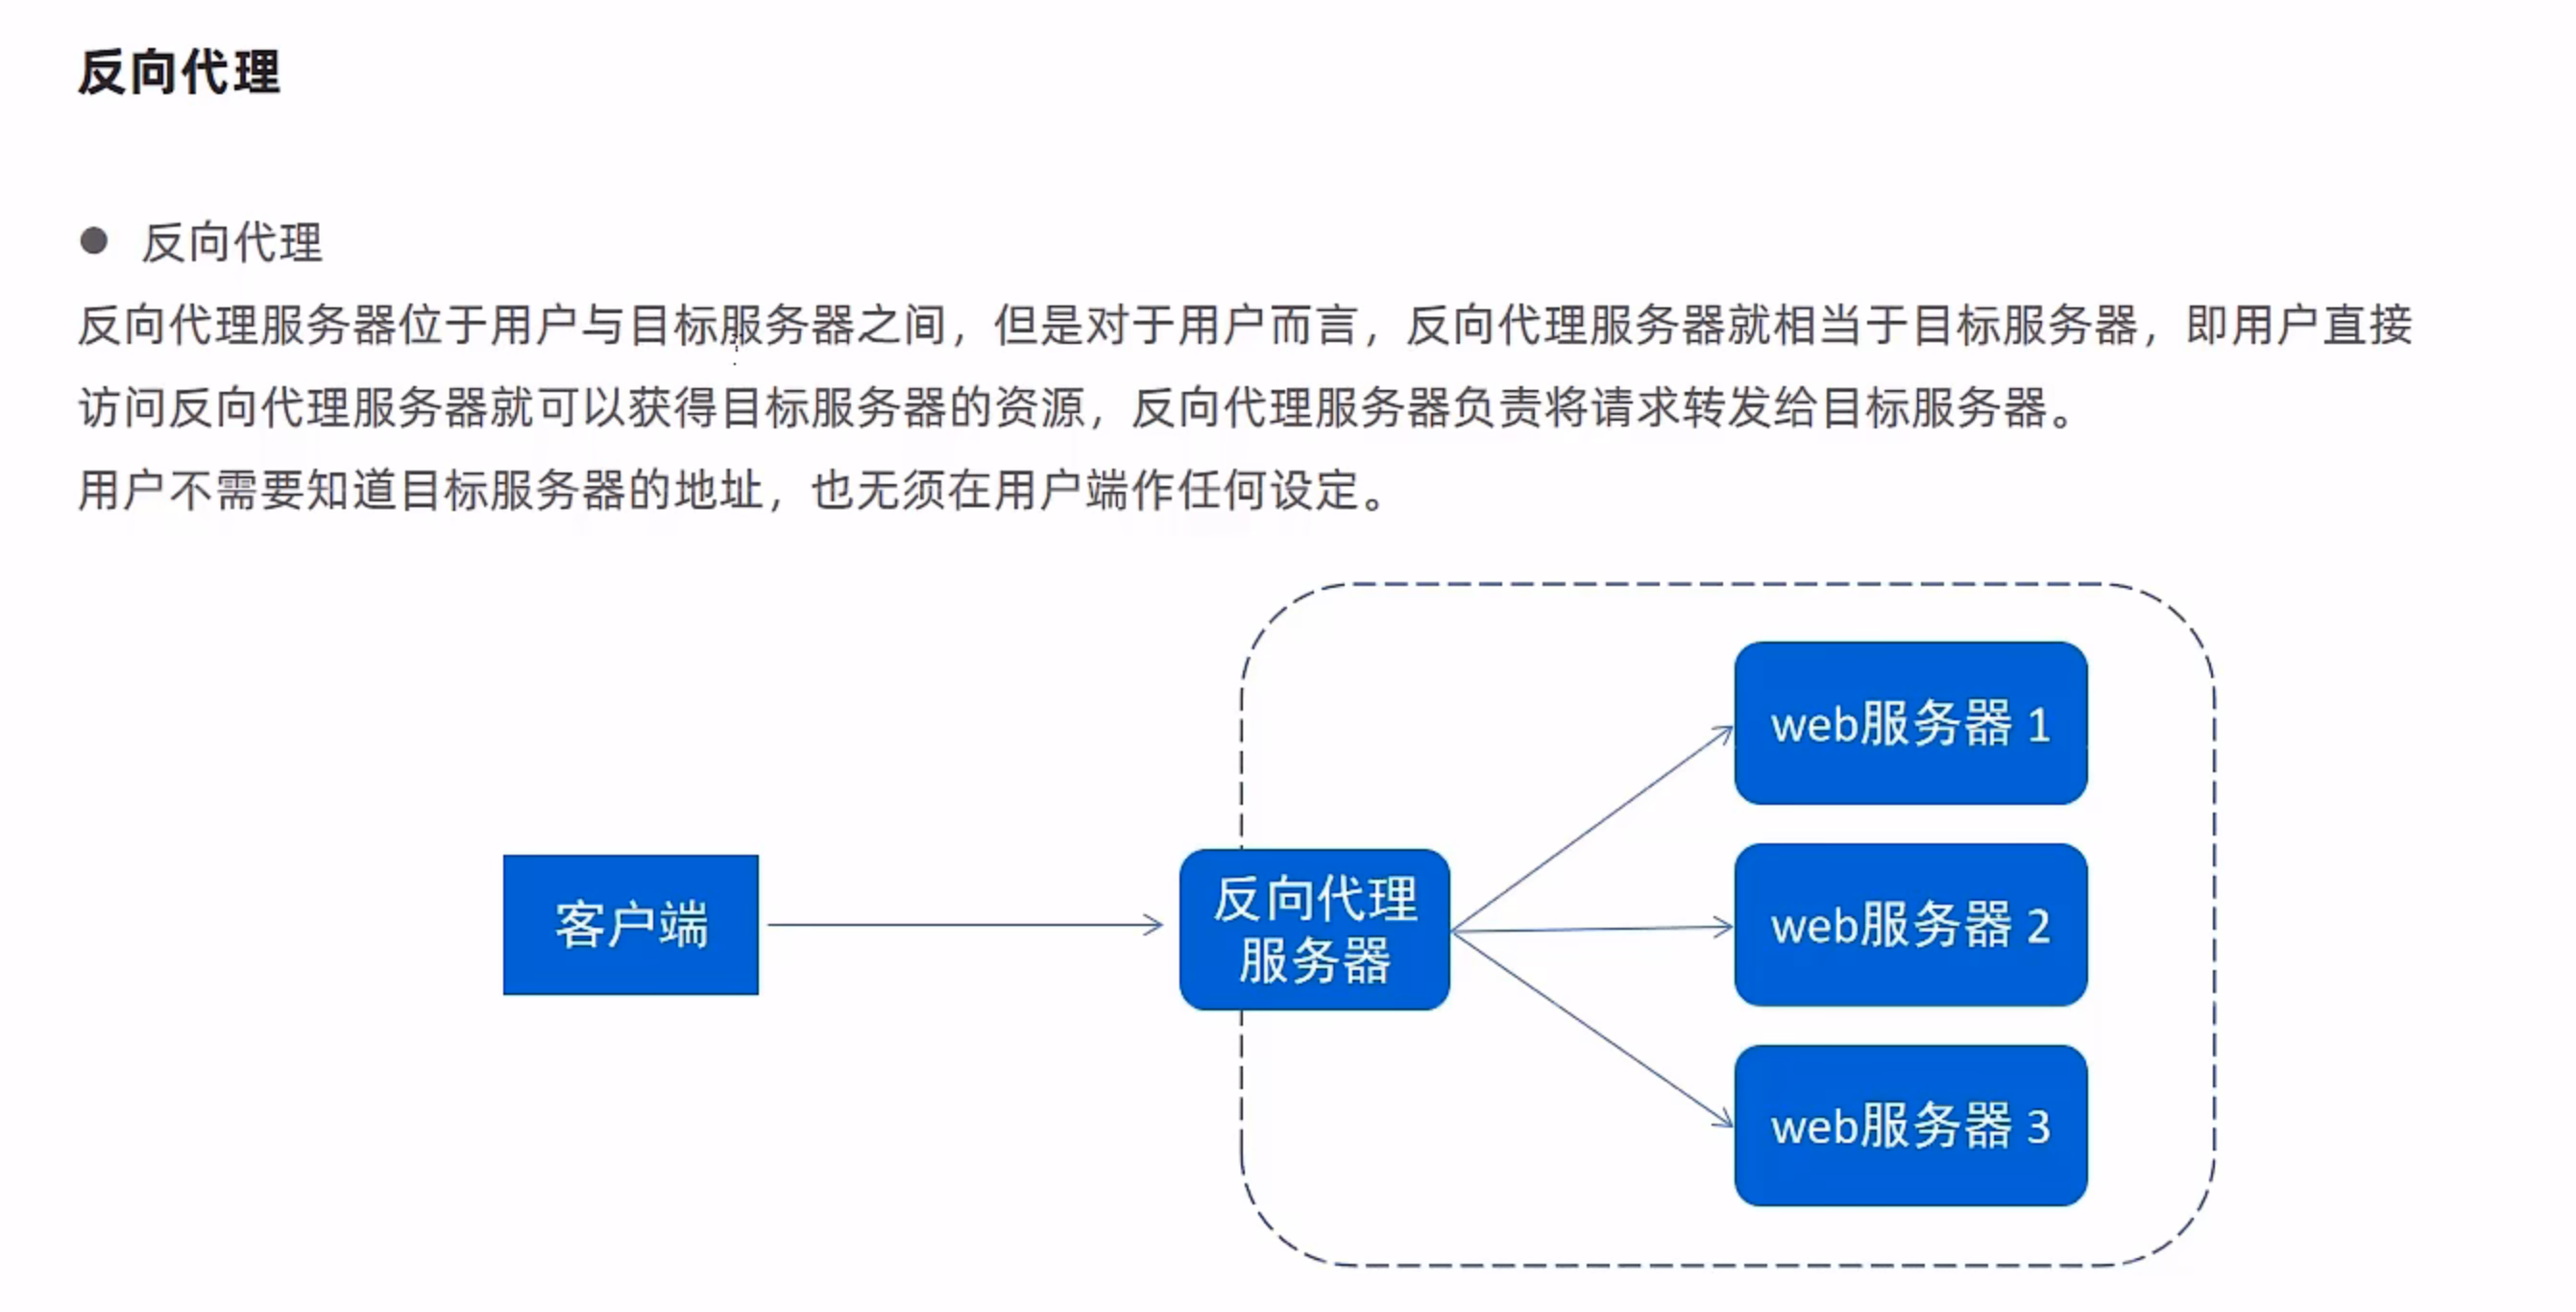 反向代理
反向代理
反向代理服务器位于用户与目标服务器之间，但是对于用户而言，反向代理服务器就相当于目标服务器，即用户直接
访问反向代理服务器就可以获得目标服务器的资源，反向代理服务器负责将请求转发给目标服务器。
用户不需要知道目标服务器的地址，也无须在用户端作任何设定。
客户端
反向代理
服务器
web服务器 1
web服务器 2
web服务器 3